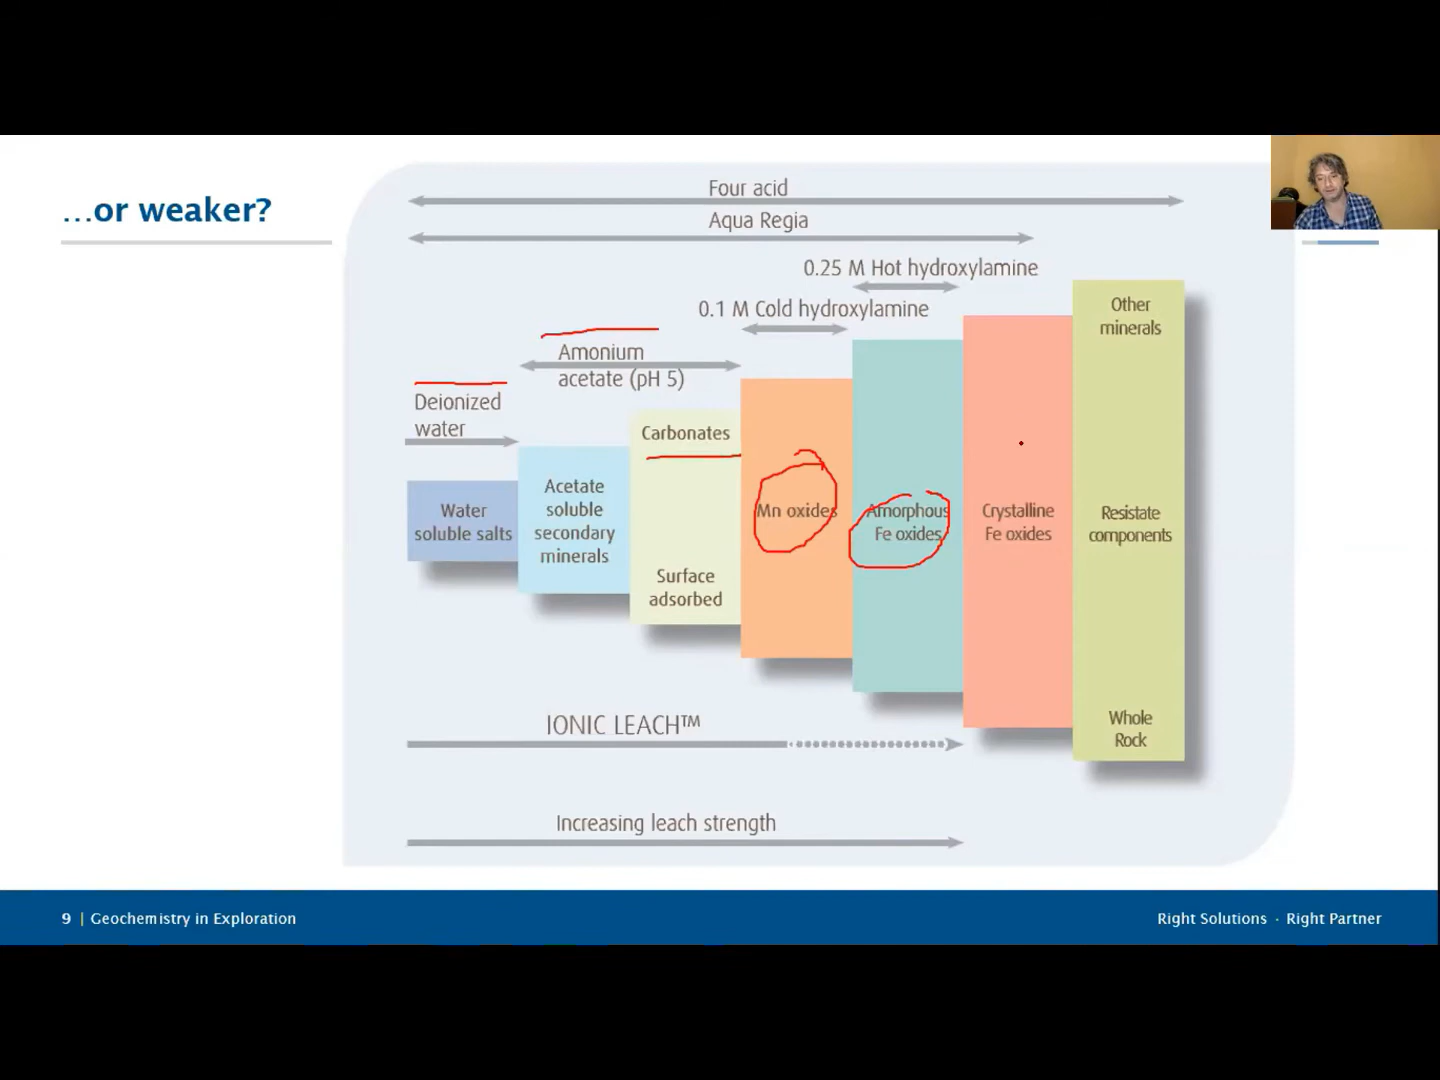 …or weaker?
Four acid
Aqua Regia
0.25 M Hot hydroxylamine
0.1 M Cold hydroxylamine
Amonium
acetate (pH 5)
Deionized
water
Water
soluble salts
Acetate
soluble
secondary
minerals
Carbonates
Surface
adsorbed
Mn oxides
Amorphous
Fe oxides
Crystalline
Fe oxides
Other
minerals
Resistate
components
Whole
Rock
IONIC LEACH™
Increasing leach strength
9 | Geochemistry in Exploration
Right Solutions · Right Partner